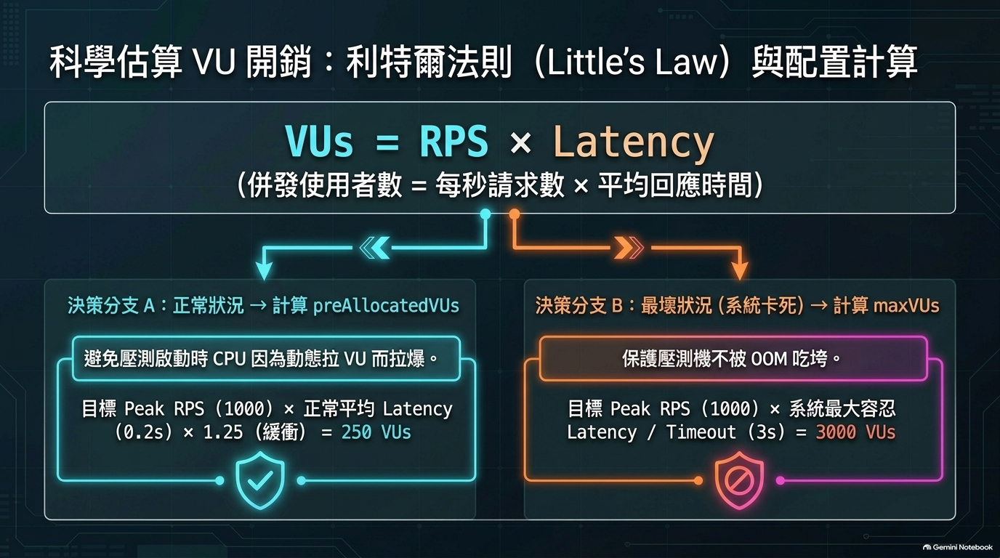 科學估算 VU 開銷：利特爾法則（Little's Law）與配置計算
VUs = RPS × Latency
(併發使用者數 = 每秒請求數 × 平均回應時間)
決策分支 A：正常狀況 → 計算 preAllocatedVUs
避免壓測啟動時 CPU 因為動態拉 VU 而拉爆。
目標 Peak RPS (1000) × 正常平均 Latency
(0.2s) × 1.25 (緩衝) = 250 VUs
決策分支 B：最壞狀況 (系統卡死) → 計算 maxVUs
保護壓測機不被 OOM 吃垮。
目標 Peak RPS (1000) × 系統最大容忍
Latency / Timeout (3s) = 3000 VUs
Gemini Notebook